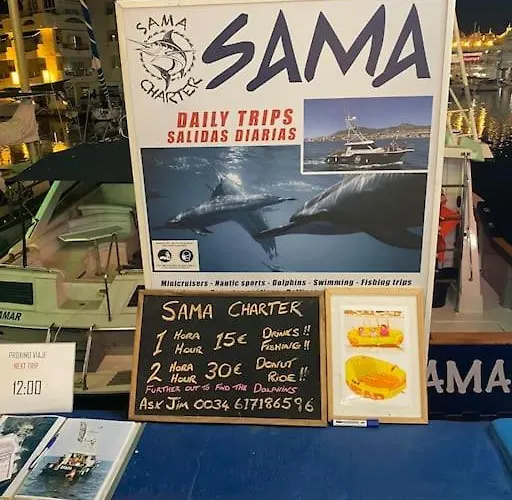 SAMA
CHARTER
SAMA
DAILY TRIPS
SALIDAS DIARIAS
Minicruisers - Nautic sports - Dolphins - Swimming - Fishing trips
SAMA CHARTER
1 HORA HOUR 15€ DRINKS!! FISHING!!
2 HORA HOUR 30€ DONUT RIDE!!
FURTHER OUT TO FIND THE DOLPHINS
ASK JIM 0034 617186596
PROXIMO VIAJE
NEXT TRIP
12:00
AMAR
AMA